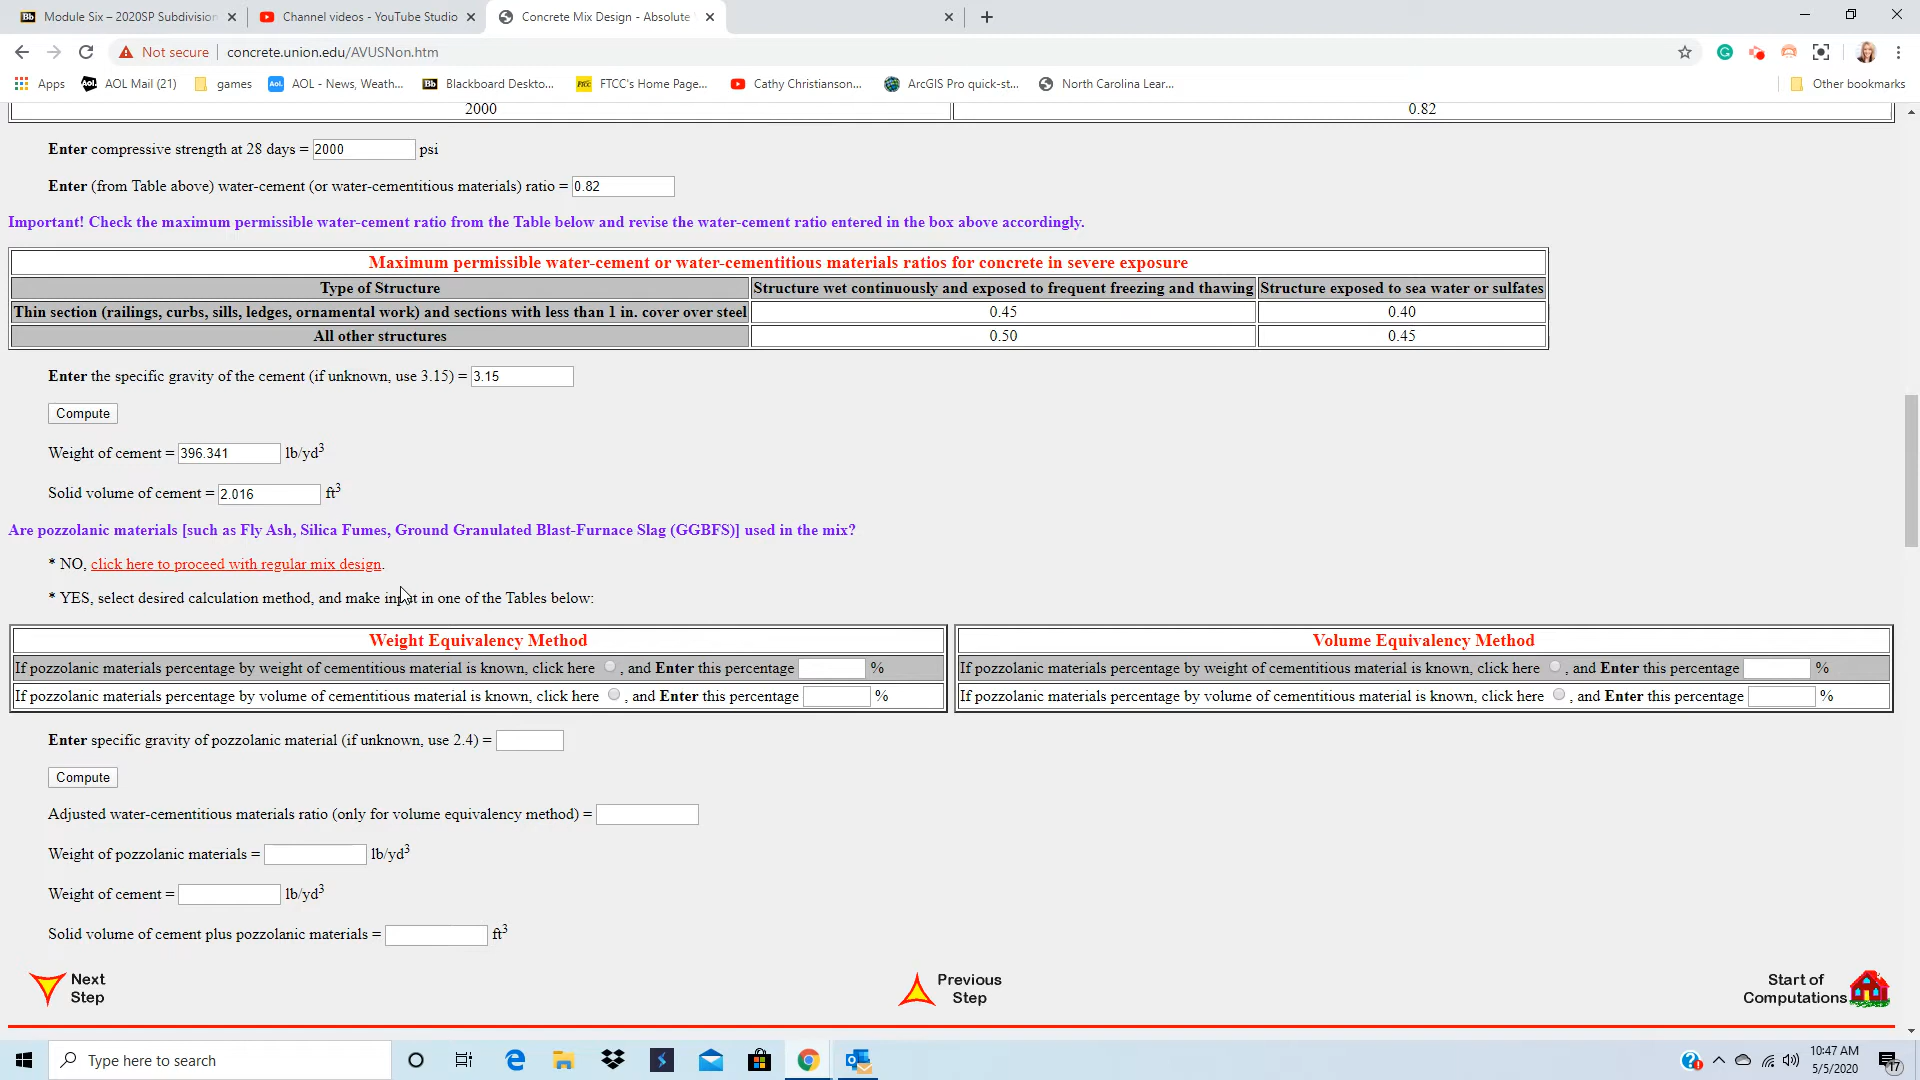 Module Six – 2020SP Subdivision
Channel videos - YouTube Studio
Concrete Mix Design - Absolute
Not secure
concrete.union.edu/AVUSNon.htm
Apps
AOL Mail (21)
games
AOL - News, Weath...
Blackboard Deskto...
FTCC's Home Page...
Cathy Christianson...
ArcGIS Pro quick-st...
North Carolina Lear...
Other bookmarks
2000 0.82
Enter compressive strength at 28 days = 2000 psi
Enter (from Table above) water-cement (or water-cementitious materials) ratio = 0.82
Important! Check the maximum permissible water-cement ratio from the Table below and revise the water-cement ratio entered in the box above accordingly.
Maximum permissible water-cement or water-cementitious materials ratios for concrete in severe exposure
Type of Structure Structure wet continuously and exposed to frequent freezing and thawing Structure exposed to sea water or sulfates
Thin section (railings, curbs, sills, ledges, ornamental work) and sections with less than 1 in. cover over steel 0.45 0.40
All other structures 0.50 0.45
Enter the specific gravity of the cement (if unknown, use 3.15) = 3.15
Compute
Weight of cement = 396.341 lb/yd3
Solid volume of cement = 2.016 ft3
Are pozzolanic materials [such as Fly Ash, Silica Fumes, Ground Granulated Blast-Furnace Slag (GGBFS)] used in the mix?
* NO, click here to proceed with regular mix design.
* YES, select desired calculation method, and make input in one of the Tables below:
Weight Equivalency Method
If pozzolanic materials percentage by weight of cementitious material is known, click here , and Enter this percentage %
If pozzolanic materials percentage by volume of cementitious material is known, click here , and Enter this percentage %
Volume Equivalency Method
If pozzolanic materials percentage by weight of cementitious material is known, click here , and Enter this percentage %
If pozzolanic materials percentage by volume of cementitious material is known, click here , and Enter this percentage %
Enter specific gravity of pozzolanic material (if unknown, use 2.4) =
Compute
Adjusted water-cementitious materials ratio (only for volume equivalency method) =
Weight of pozzolanic materials = lb/yd3
Weight of cement = lb/yd3
Solid volume of cement plus pozzolanic materials = ft3
Next
Step
Previous
Step
Start of
Computations
Type here to search
10:47 AM
5/5/2020
17